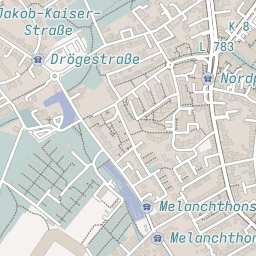 Jakob-Kaiser-
Straße
K 8
L 783
Drögestraße
Nordp
Melanchthons
Melanchthon